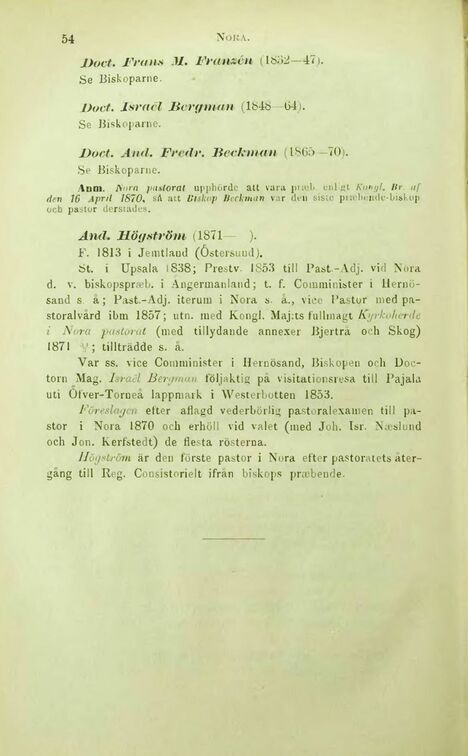 54 NORA.
Doct. Frans M. Franzén (1832—47).
Se Biskoparne.
Doct. Israël Bergman (1848—64).
Se Biskoparne.
Doct. And. Fredr. Beckman (1865—70).
Se Biskoparne.
Anm. Nora pastorat upphörde att vara præb. enligt Kongl. Br. af
den 16 April 1870, så att Biskop Beckman var den siste præbende-biskop
och pastor derstädes.
And. Högström (1871— ).
F. 1813 i Jemtland (Östersund).
St. i Upsala 1838; Prestv. 1853 till Past.-Adj. vid Nora
d. v. biskopspræb. i Ångermanland; t. f. Comminister i Hernö-
sand s. å; Past.-Adj. iterum i Nora s. å., vice Pastor med pa-
storalvård ibm 1857; utn. med Kongl. Maj:ts fullmagt Kyrkoherde
i Nora pastorat (med tillydande annexer Bjertrå och Skog)
1871 ; tillträdde s. å.
Var ss. vice Comminister i Hernösand, Biskopen och Doc-
torn Mag. Israël Bergman följaktig på visitationsresa till Pajala
uti Öfver-Torneå lappmark i Westerbotten 1853.
Föreslagen efter aflagd vederbörlig pastoralexamen till pa-
stor i Nora 1870 och erhöll vid valet (med Joh. Isr. Næslund
och Jon. Kerfstedt) de flesta rösterna.
Högström är den förste pastor i Nora efter pastoratets åter-
gång till Reg. Consistorielt ifrån biskops præbende.